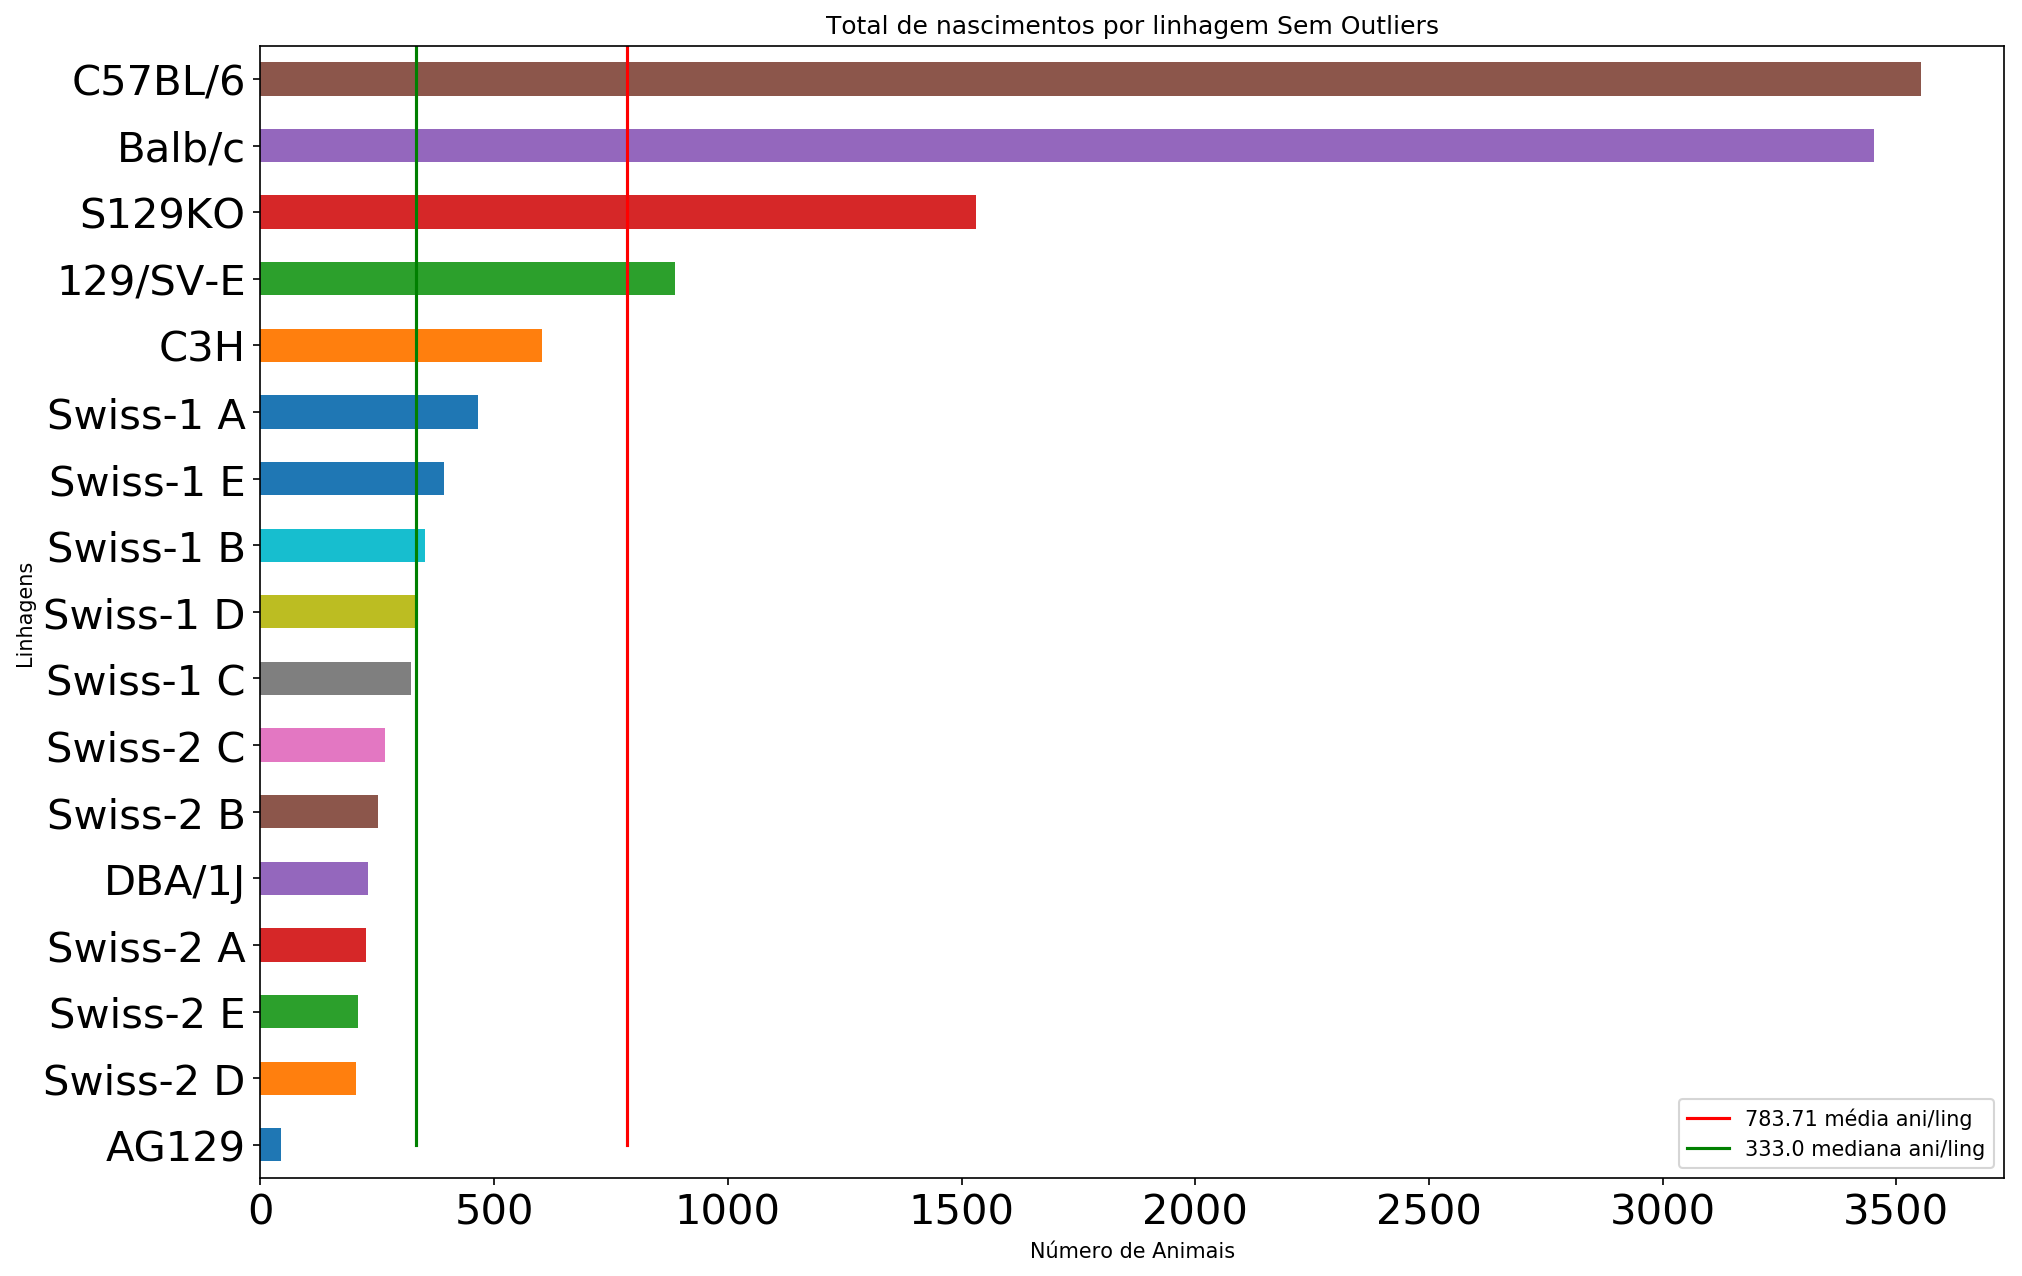 Total de nascimentos por linhagem Sem Outliers
C57BL/6
Balb/c
S129KO
129/SV-E
C3H
Swiss-1 A
Swiss-1 E
Swiss-1 B
Swiss-1 D
Swiss-1 C
Swiss-2 C
Swiss-2 B
DBA/1J
Swiss-2 A
Swiss-2 E
Swiss-2 D
AG129
Linhagens
0 500 1000 1500 2000 2500 3000 3500
Número de Animais
783.71 média ani/ling
333.0 mediana ani/ling